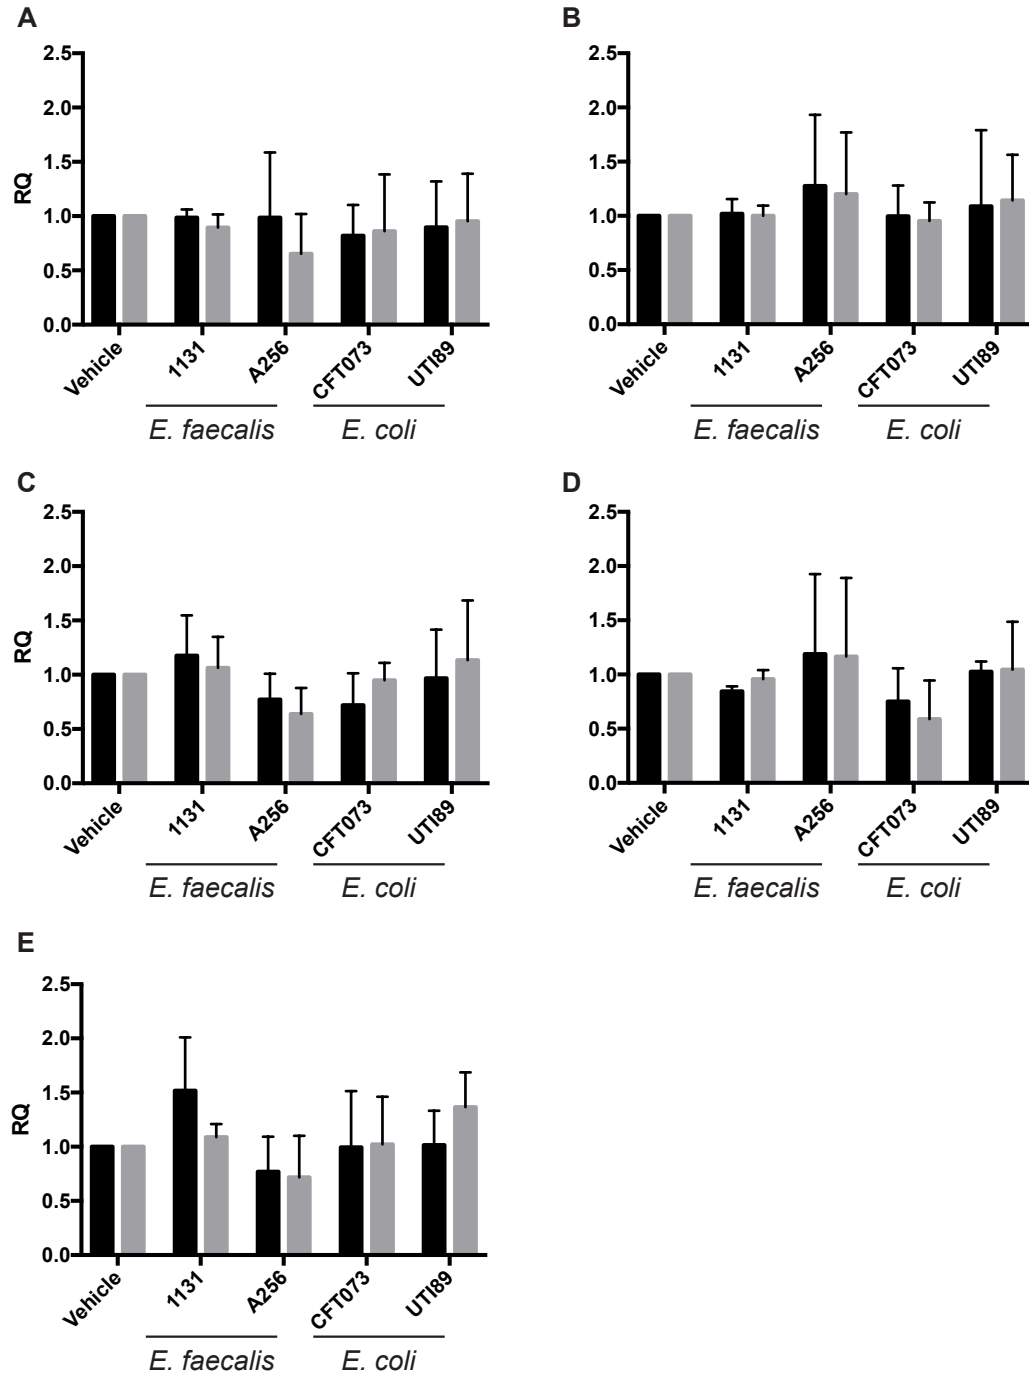 A
2.5
2.0
1.5
1.0
0.5
0.0
RQ
Vehicle
1131
A256
CFT073
UTI89
E. faecalis
E. coli
B
2.5
2.0
1.5
1.0
0.5
0.0
Vehicle
1131
A256
CFT073
UTI89
E. faecalis
E. coli
C
2.5
2.0
1.5
1.0
0.5
0.0
RQ
Vehicle
1131
A256
CFT073
UTI89
E. faecalis
E. coli
D
2.5
2.0
1.5
1.0
0.5
0.0
Vehicle
1131
A256
CFT073
UTI89
E. faecalis
E. coli
E
2.5
2.0
1.5
1.0
0.5
0.0
RQ
Vehicle
1131
A256
CFT073
UTI89
E. faecalis
E. coli